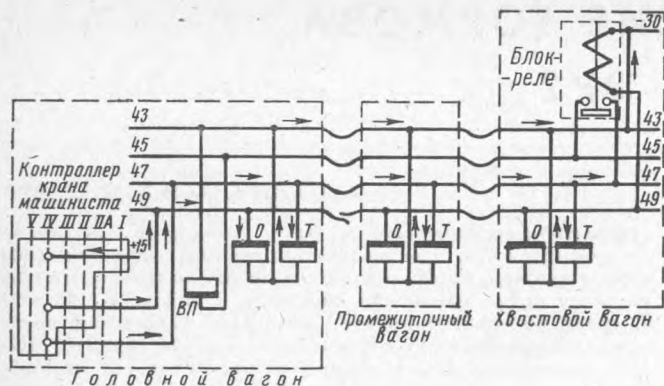 -30
Блок-
-реле
43
45
47
49
43
45
47
49
Контроллер
крана
машиниста
V IV III II IIА I
+15
ВП
О Т
О Т
О Т
Промежуточный
вагон
Хвостовой вагон
Головной вагон